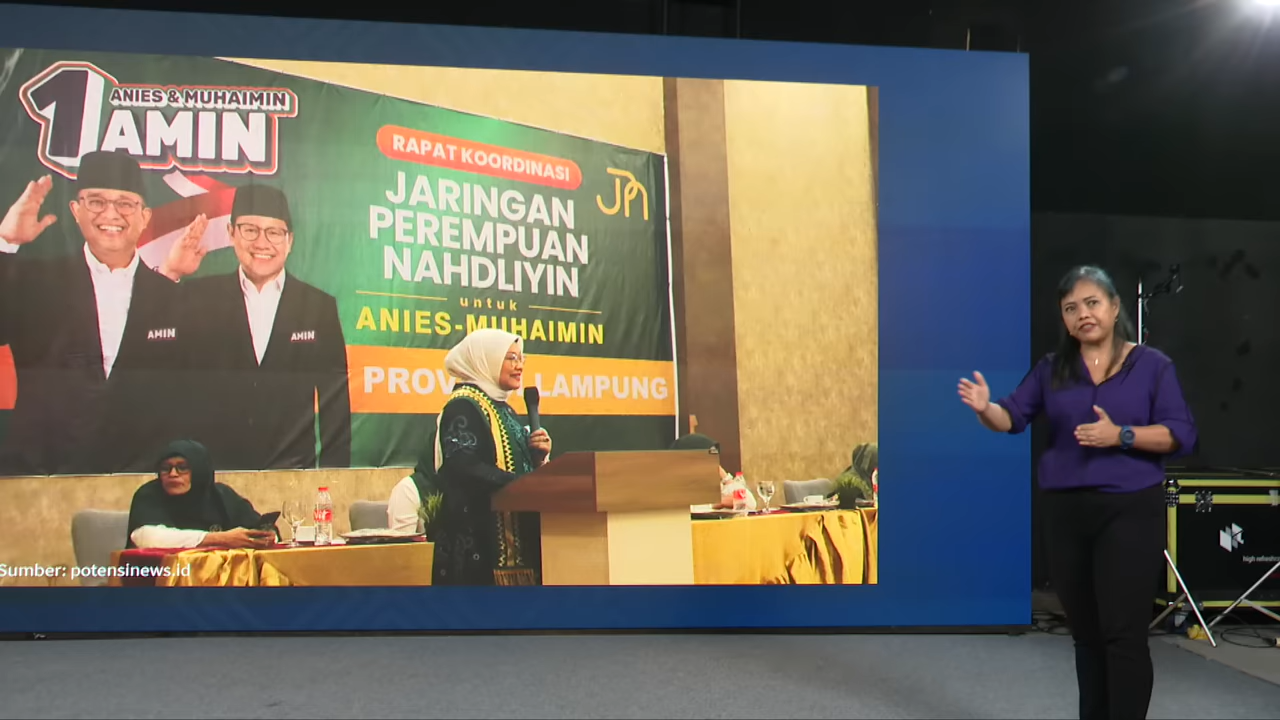 1
ANIES & MUHAIMIN
AMIN
RAPAT KOORDINASI
JPN
JARINGAN
PEREMPUAN
NAHDLIYIN
untuk
ANIES-MUHAIMIN
LAMPUNG
AMIN
AMIN
Sumber: potensinews.id